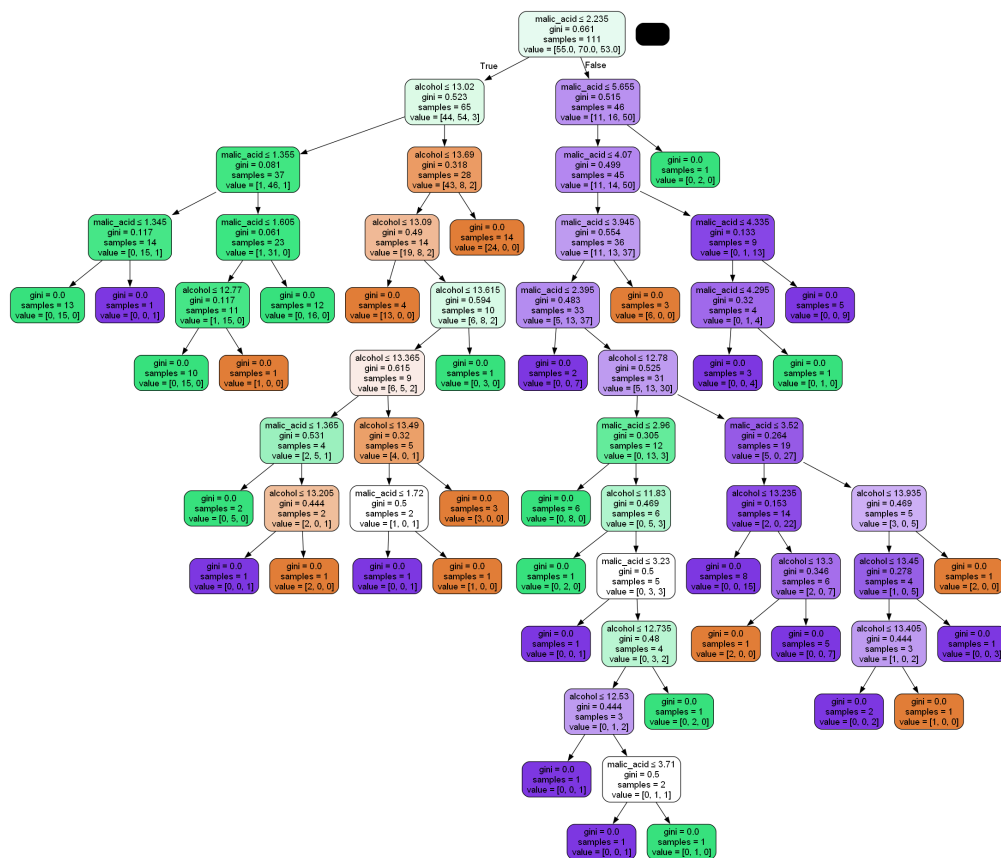 malic_acid ≤ 2.235
gini = 0.661
samples = 111
value = [55.0, 70.0, 53.0]
True
False
alcohol ≤ 13.02
gini = 0.523
samples = 65
value = [44, 54, 3]
malic_acid ≤ 5.655
gini = 0.515
samples = 46
value = [11, 16, 50]
malic_acid ≤ 1.355
gini = 0.081
samples = 37
value = [1, 46, 1]
alcohol ≤ 13.69
gini = 0.318
samples = 28
value = [43, 8, 2]
malic_acid ≤ 4.07
gini = 0.499
samples = 45
value = [11, 14, 50]
gini = 0.0
samples = 1
value = [0, 2, 0]
malic_acid ≤ 1.345
gini = 0.117
samples = 14
value = [0, 15, 1]
malic_acid ≤ 1.605
gini = 0.061
samples = 23
value = [1, 31, 0]
alcohol ≤ 13.09
gini = 0.49
samples = 14
value = [19, 8, 2]
gini = 0.0
samples = 14
value = [24, 0, 0]
malic_acid ≤ 3.945
gini = 0.554
samples = 36
value = [11, 13, 37]
malic_acid ≤ 4.335
gini = 0.133
samples = 9
value = [0, 1, 13]
gini = 0.0
samples = 13
value = [0, 15, 0]
gini = 0.0
samples = 1
value = [0, 0, 1]
alcohol ≤ 12.77
gini = 0.117
samples = 11
value = [1, 15, 0]
gini = 0.0
samples = 12
value = [0, 16, 0]
gini = 0.0
samples = 4
value = [13, 0, 0]
alcohol ≤ 13.615
gini = 0.594
samples = 10
value = [6, 8, 2]
malic_acid ≤ 2.395
gini = 0.483
samples = 33
value = [5, 13, 37]
gini = 0.0
samples = 3
value = [6, 0, 0]
malic_acid ≤ 4.295
gini = 0.32
samples = 4
value = [0, 1, 4]
gini = 0.0
samples = 5
value = [0, 0, 9]
gini = 0.0
samples = 10
value = [0, 15, 0]
gini = 0.0
samples = 1
value = [1, 0, 0]
alcohol ≤ 13.365
gini = 0.615
samples = 9
value = [6, 5, 2]
gini = 0.0
samples = 1
value = [0, 3, 0]
gini = 0.0
samples = 2
value = [0, 0, 7]
alcohol ≤ 12.78
gini = 0.525
samples = 31
value = [5, 13, 30]
gini = 0.0
samples = 3
value = [0, 0, 4]
gini = 0.0
samples = 1
value = [0, 1, 0]
malic_acid ≤ 1.365
gini = 0.531
samples = 4
value = [2, 5, 1]
alcohol ≤ 13.49
gini = 0.32
samples = 5
value = [4, 0, 1]
malic_acid ≤ 2.96
gini = 0.305
samples = 12
value = [0, 13, 3]
malic_acid ≤ 3.52
gini = 0.264
samples = 19
value = [5, 0, 27]
gini = 0.0
samples = 2
value = [0, 5, 0]
alcohol ≤ 13.205
gini = 0.444
samples = 2
value = [2, 0, 1]
malic_acid ≤ 1.72
gini = 0.5
samples = 2
value = [1, 0, 1]
gini = 0.0
samples = 3
value = [3, 0, 0]
gini = 0.0
samples = 6
value = [0, 8, 0]
alcohol ≤ 11.83
gini = 0.469
samples = 6
value = [0, 5, 3]
alcohol ≤ 13.235
gini = 0.153
samples = 14
value = [2, 0, 22]
alcohol ≤ 13.935
gini = 0.469
samples = 5
value = [3, 0, 5]
gini = 0.0
samples = 1
value = [0, 0, 1]
gini = 0.0
samples = 1
value = [2, 0, 0]
gini = 0.0
samples = 1
value = [0, 0, 1]
gini = 0.0
samples = 1
value = [1, 0, 0]
gini = 0.0
samples = 1
value = [0, 2, 0]
malic_acid ≤ 3.23
gini = 0.5
samples = 5
value = [0, 3, 3]
gini = 0.0
samples = 8
value = [0, 0, 15]
alcohol ≤ 13.3
gini = 0.346
samples = 6
value = [2, 0, 7]
alcohol ≤ 13.45
gini = 0.278
samples = 4
value = [1, 0, 5]
gini = 0.0
samples = 1
value = [2, 0, 0]
gini = 0.0
samples = 1
value = [0, 0, 1]
alcohol ≤ 12.735
gini = 0.48
samples = 4
value = [0, 3, 2]
gini = 0.0
samples = 1
value = [2, 0, 0]
gini = 0.0
samples = 5
value = [0, 0, 7]
alcohol ≤ 13.405
gini = 0.444
samples = 3
value = [1, 0, 2]
gini = 0.0
samples = 1
value = [0, 0, 3]
alcohol ≤ 12.53
gini = 0.444
samples = 3
value = [0, 1, 2]
gini = 0.0
samples = 1
value = [0, 2, 0]
gini = 0.0
samples = 2
value = [0, 0, 2]
gini = 0.0
samples = 1
value = [1, 0, 0]
gini = 0.0
samples = 1
value = [0, 0, 1]
malic_acid ≤ 3.71
gini = 0.5
samples = 2
value = [0, 1, 1]
gini = 0.0
samples = 1
value = [0, 0, 1]
gini = 0.0
samples = 1
value = [0, 1, 0]